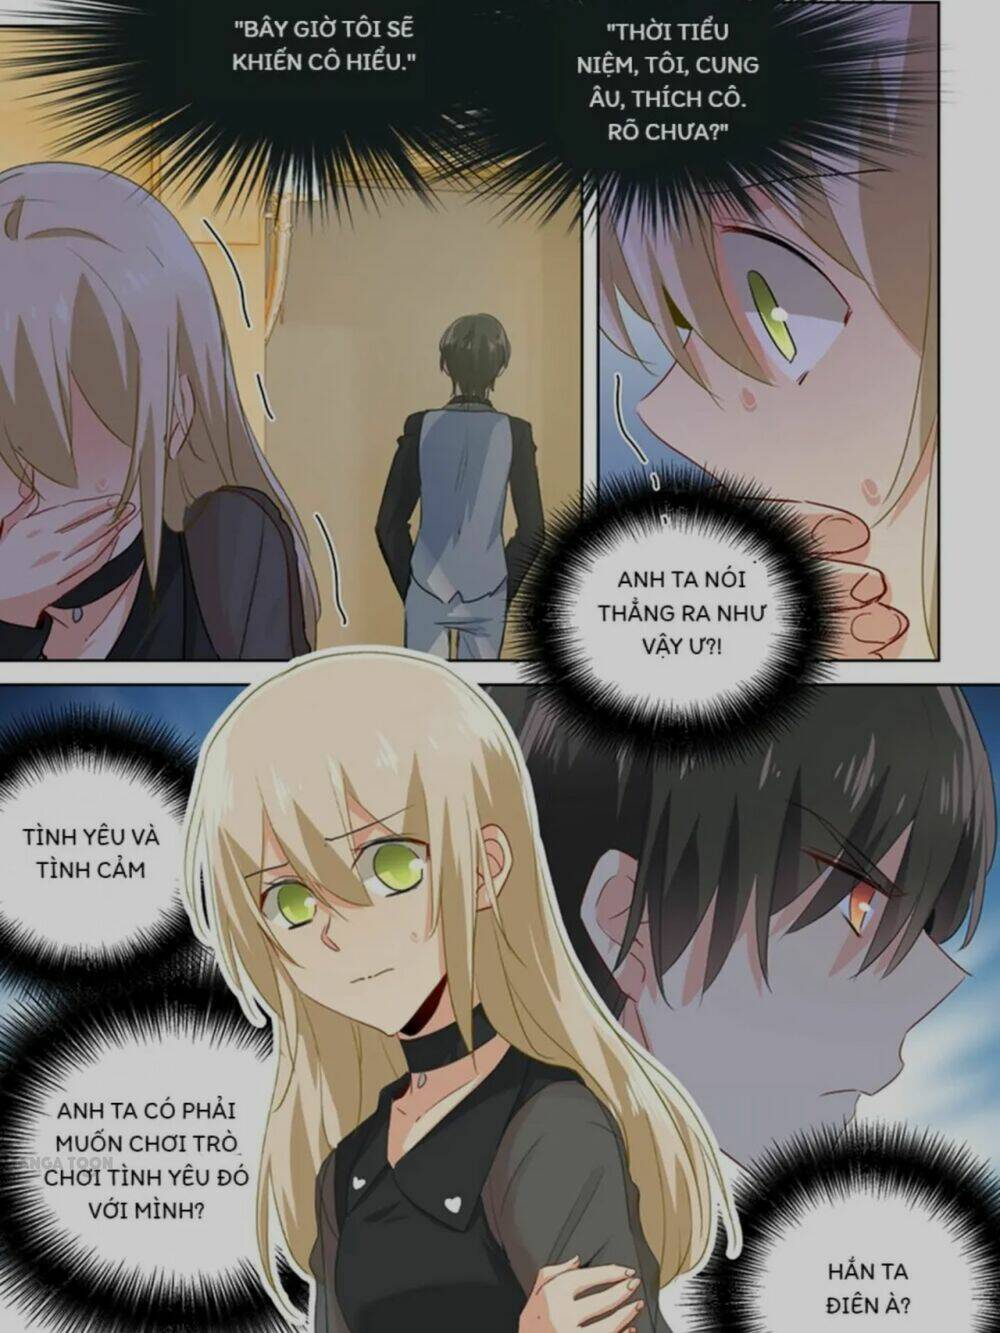 "BÂY GIỜ TÔI SẼ
KHIẾN CÔ HIỂU."
"THỜI TIỂU
NIỆM, TÔI, CUNG
ÂU, THÍCH CÔ.
RÕ CHƯA?"
ANH TA NÓI
THẲNG RA NHƯ
VẬY Ư?!
TÌNH YÊU VÀ
TÌNH CẢM
ANH TA CÓ PHẢI
MUỐN CHƠI TRÒ
CHƠI TÌNH YÊU ĐÓ
VỚI MÌNH?
ANGA TOON
HẮN TA
ĐIÊN À?